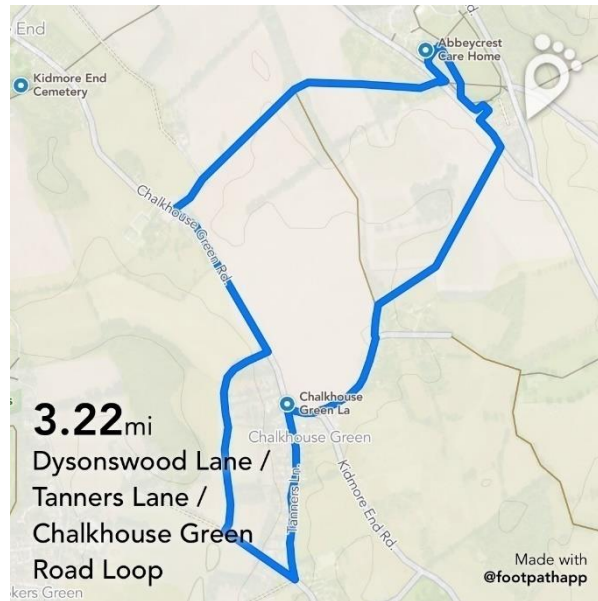 End
Kidmore End
Cemetery
Abbeycrest
Care Home
Chalkhouse Green Rd.
Chalkhouse
Green La
Chalkhouse Green
Tanners Ln.
Kidmore End Rd.
3.22mi
Dysonswood Lane /
Tanners Lane /
Chalkhouse Green
Road Loop
kers Green
Made with
@footpathapp